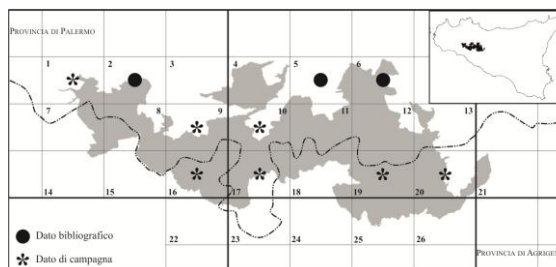 PROVINCIA DI PALERMO
1 2 3 4 5 6
7 8 9 10 11 12 13
14 15 16 17 18 19 20 21
● Dato bibliografico
* Dato di campagna
22 23 24 25 26
PROVINCIA DI AGRIGE